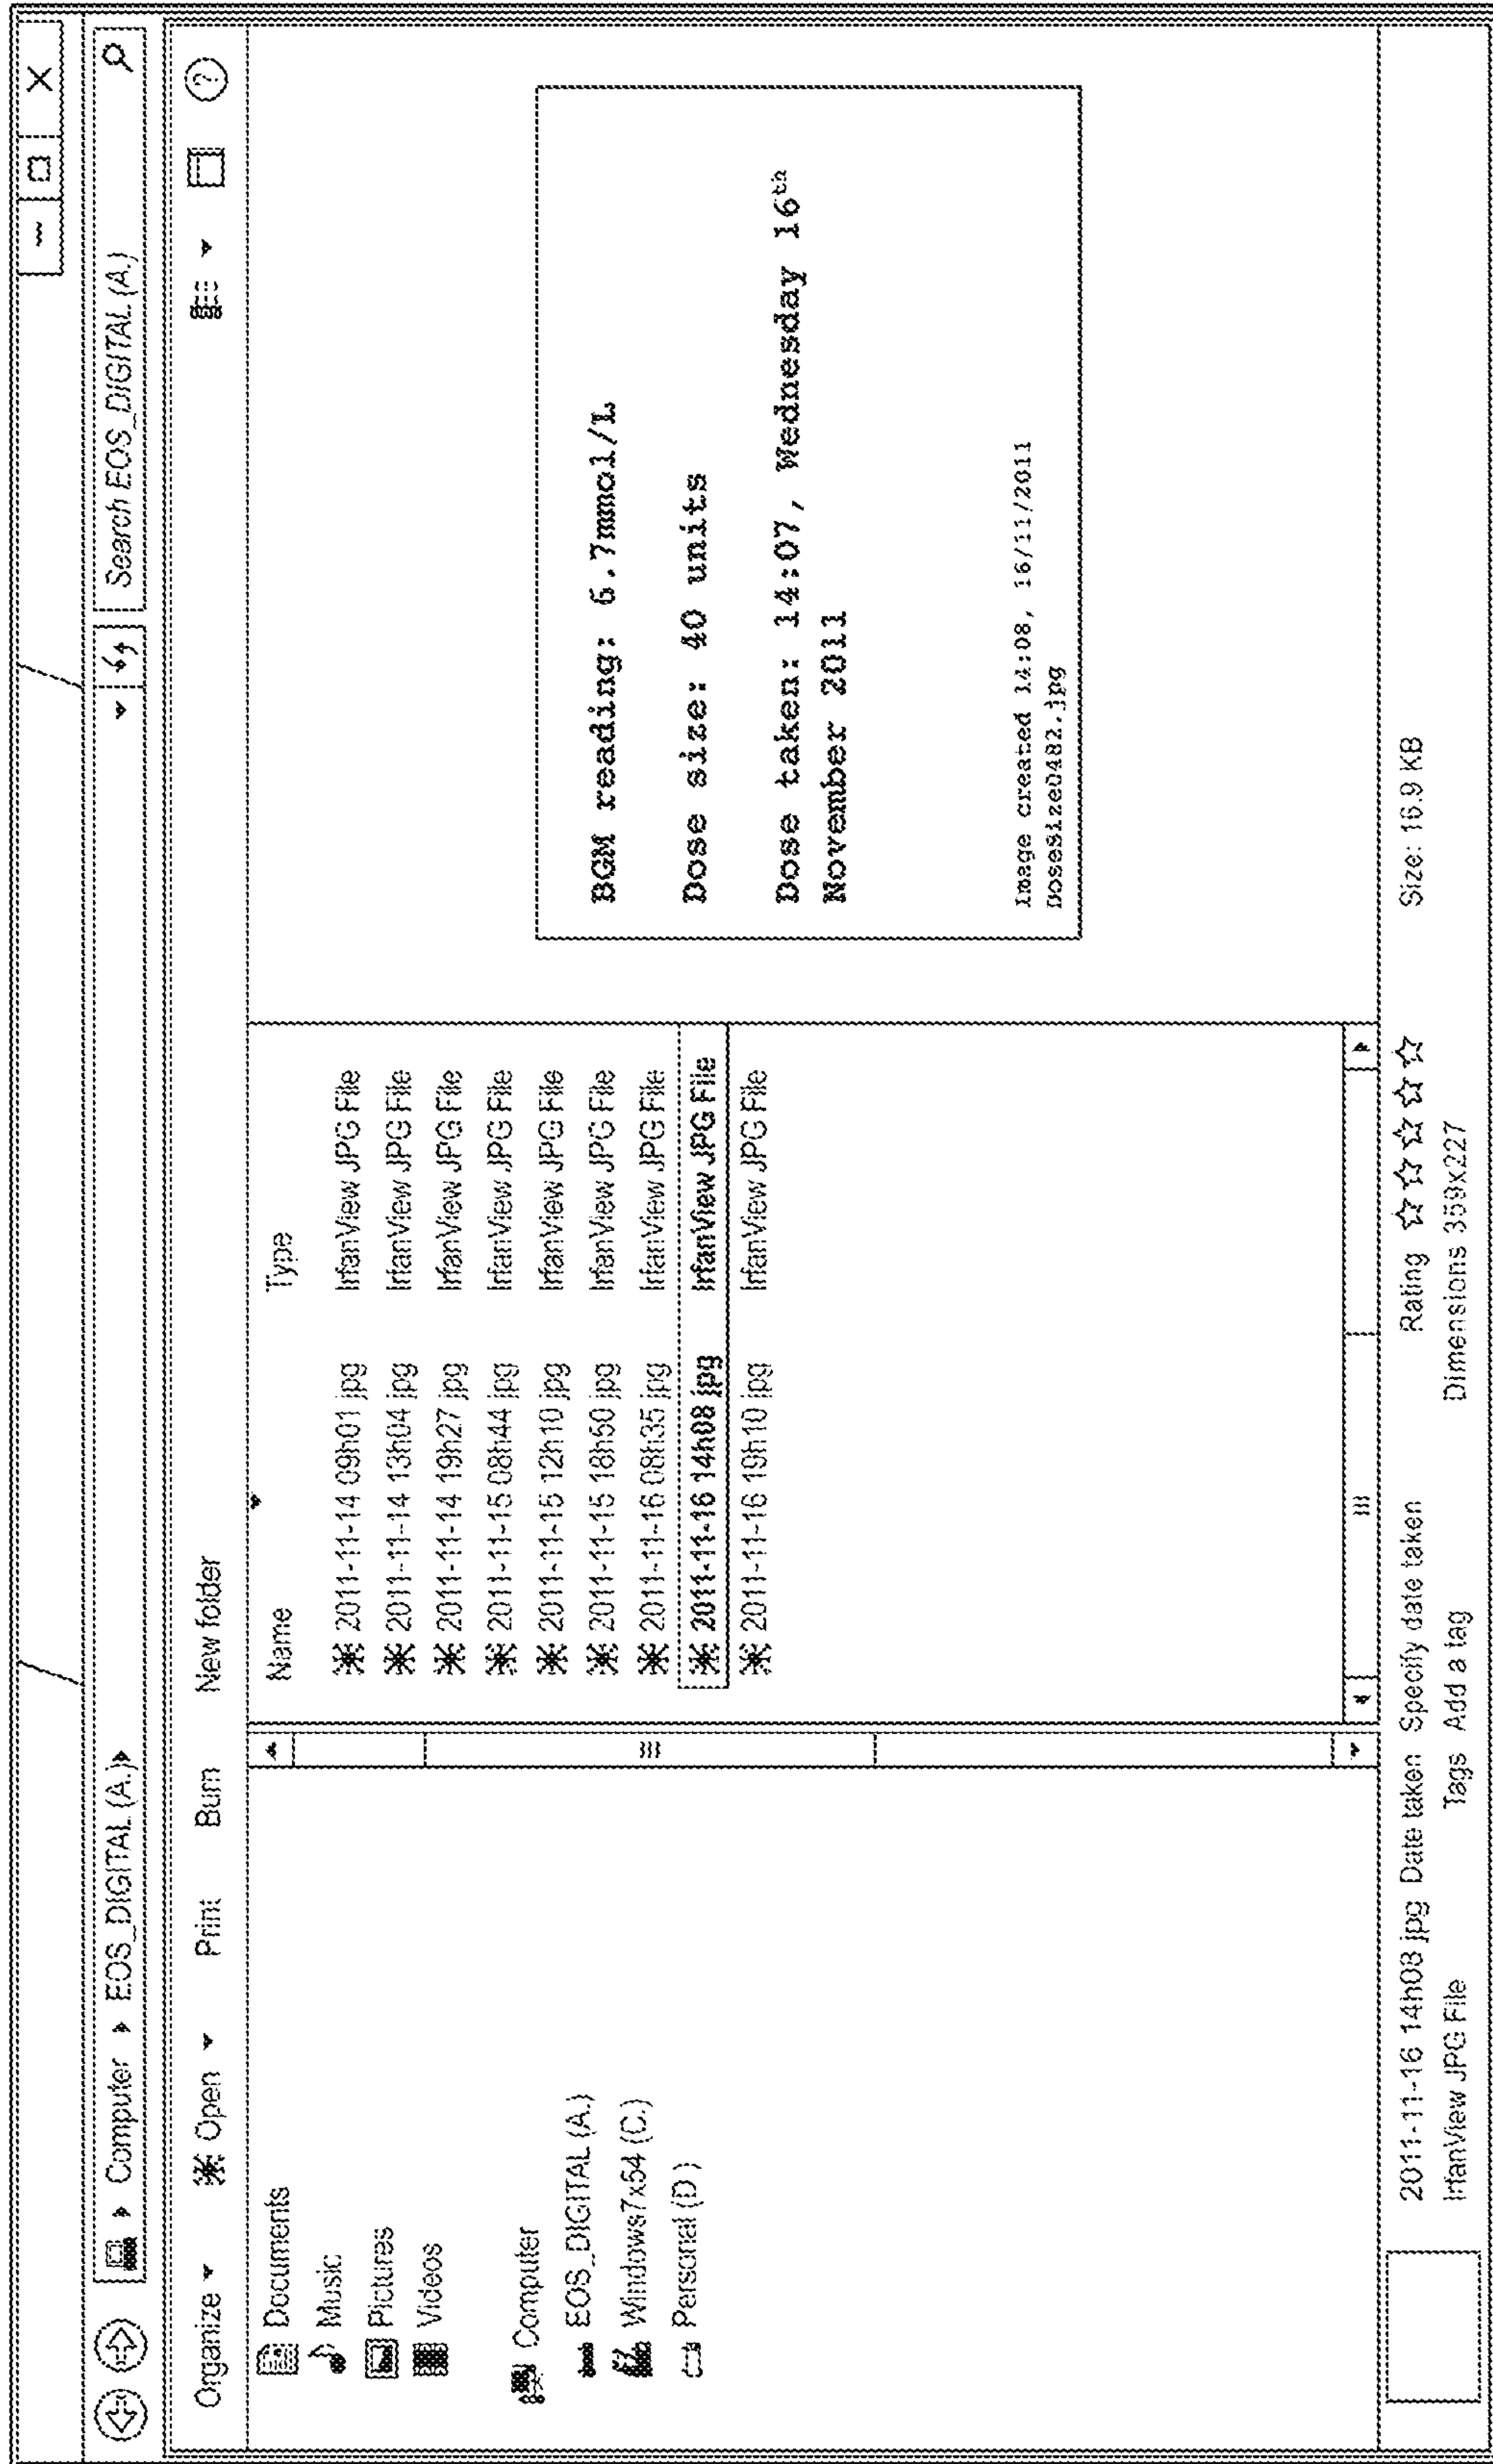 Computer ▸ EOS_DIGITAL (A.)
Search EOS_DIGITAL (A.)
Organize
Open
Print
Burn
New folder
Documents
Music
Pictures
Videos
Computer
EOS_DIGITAL (A.)
Windows7x64 (C.)
Personal (D )
Name Type
2011-11-14 09h01 jpg IrfanView JPG File
2011-11-14 13h04 jpg IrfanView JPG File
2011-11-14 19h27 jpg IrfanView JPG File
2011-11-15 08h44 jpg IrfanView JPG File
2011-11-15 12h10 jpg IrfanView JPG File
2011-11-15 18h50 jpg IrfanView JPG File
2011-11-16 08h35 jpg IrfanView JPG File
2011-11-16 14h08 jpg IrfanView JPG File
2011-11-16 19h10 jpg IrfanView JPG File
BGM reading: 6.7mmol/L
Dose size: 40 units
Dose taken: 14:07, Wednesday 16th
November 2011
Image created 14:08, 16/11/2011
Dosesize0482.jpg
2011-11-16 14h08 jpg Date taken Specify date taken Rating ☆☆☆☆☆ Size: 16.9 KB
IrfanView JPG File Tags Add a tag Dimensions 359x227